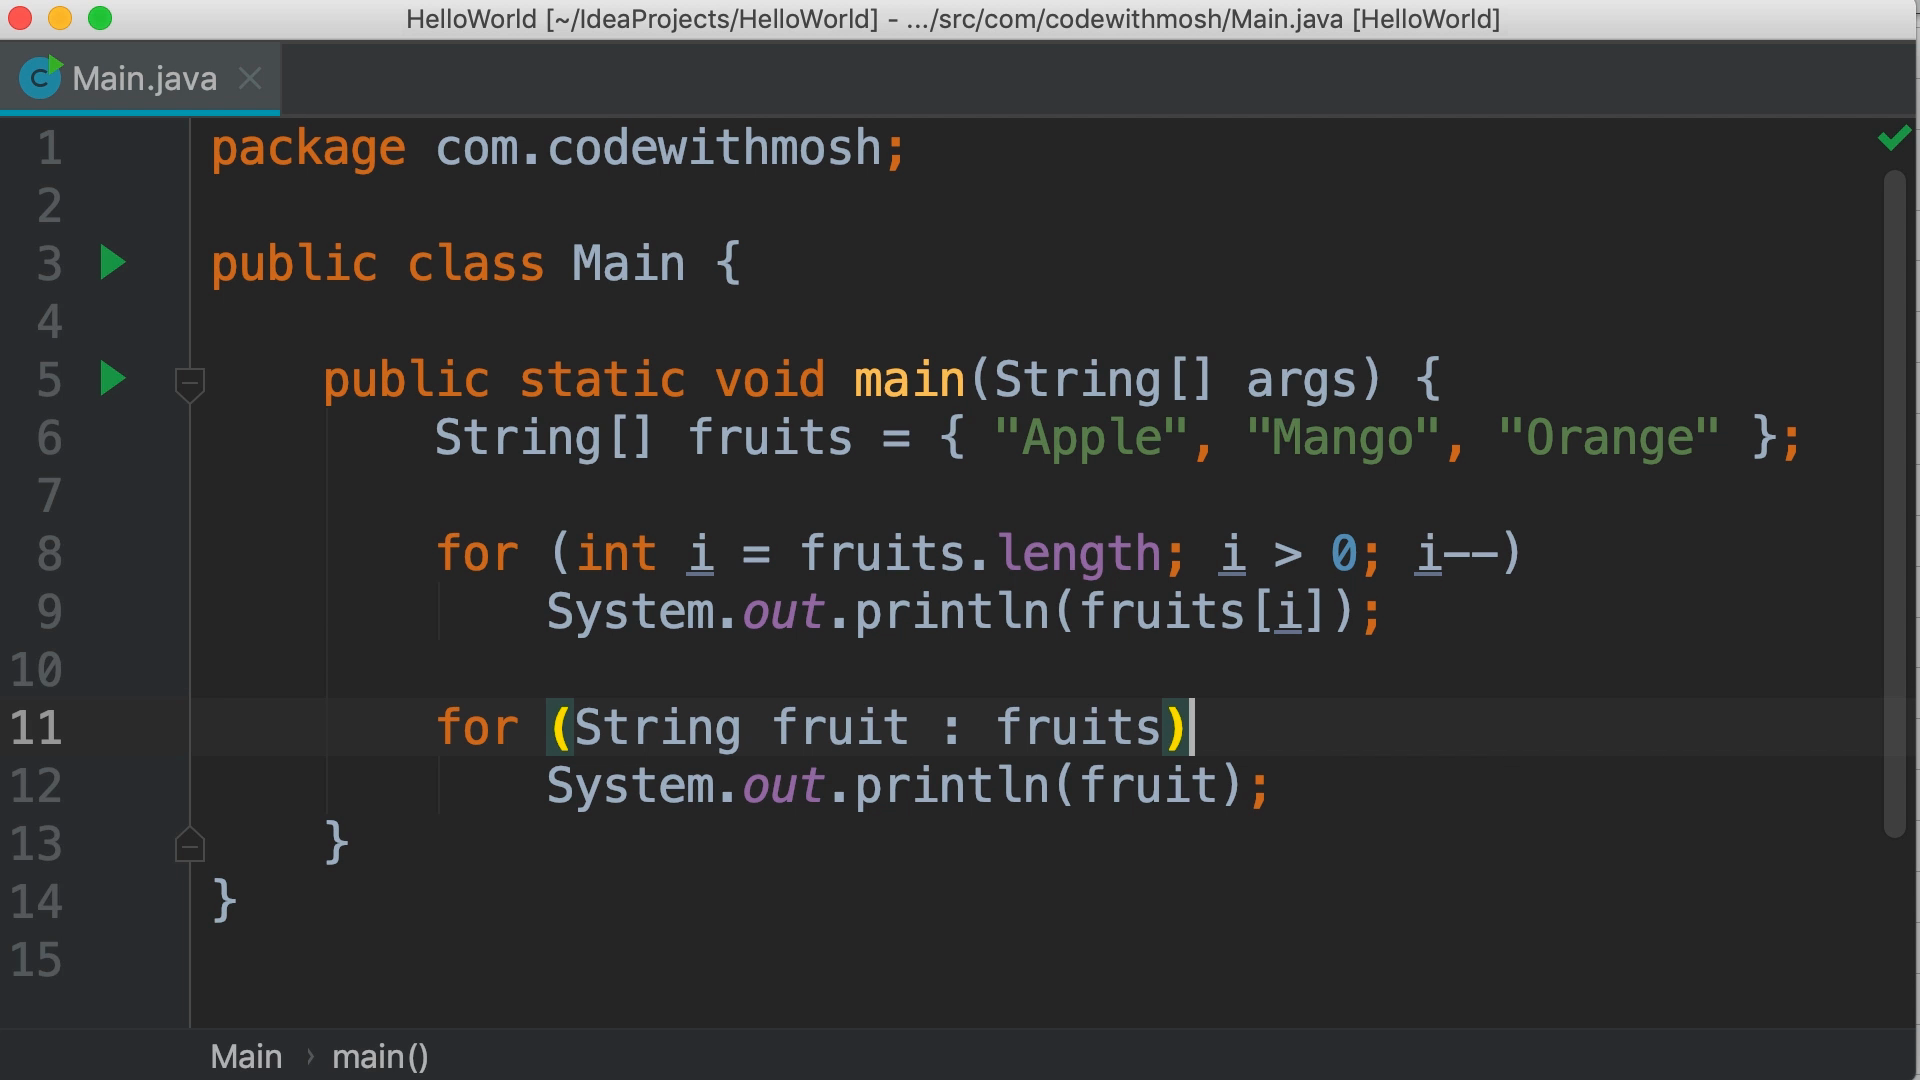 HelloWorld [~/IdeaProjects/HelloWorld] - .../src/com/codewithmosh/Main.java [HelloWorld]
C Main.java
1 package com.codewithmosh;
2
3 public class Main {
4
5 public static void main(String[] args) {
6 String[] fruits = { "Apple", "Mango", "Orange" };
7
8 for (int i = fruits.length; i > 0; i--)
9 System.out.println(fruits[i]);
10
11 for (String fruit : fruits)
12 System.out.println(fruit);
13 }
14 }
15
Main › main()